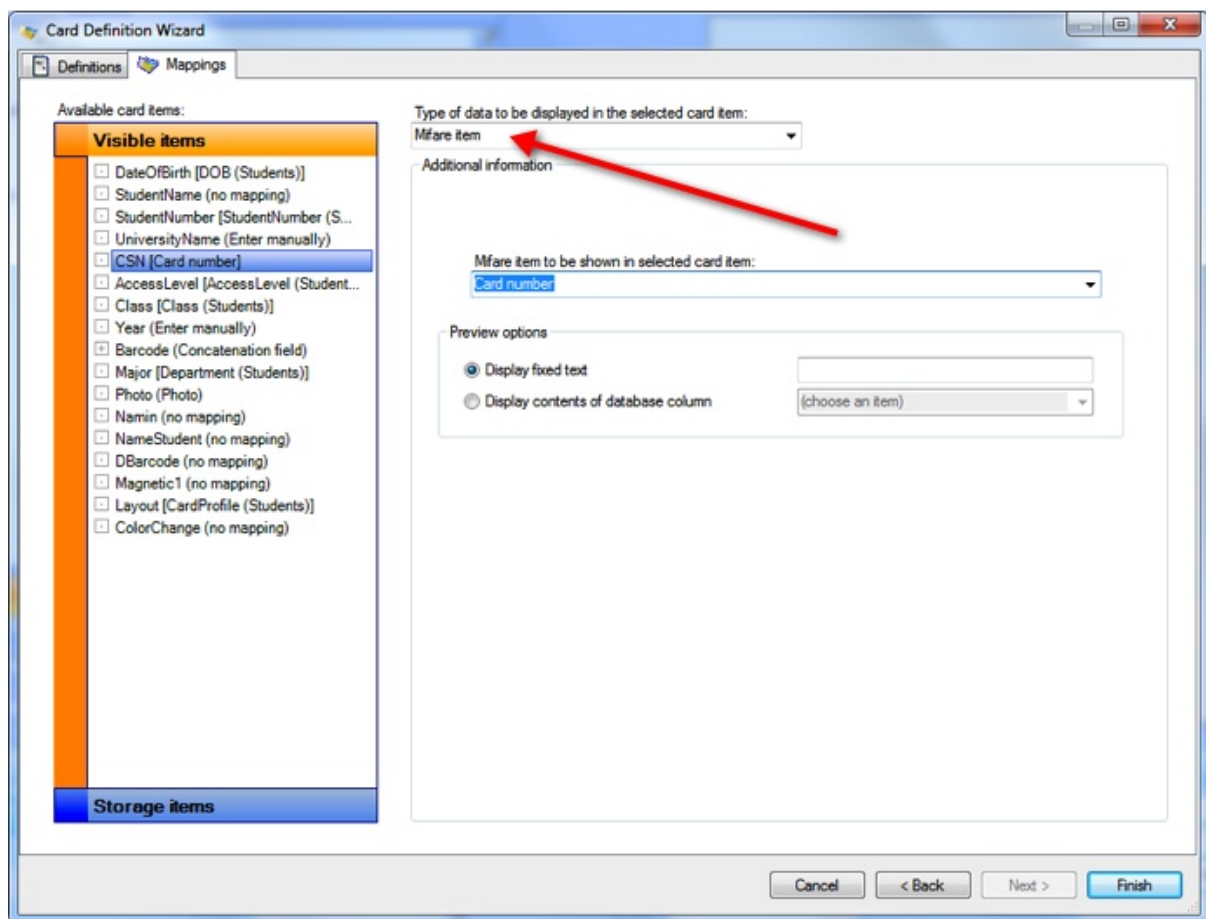 Card Definition Wizard
Definitions
Mappings
Available card items:
Visible items
DateOfBirth [DOB (Students)]
StudentName (no mapping)
StudentNumber [StudentNumber (S...
UniversityName (Enter manually)
CSN [Card number]
AccessLevel [AccessLevel (Student...
Class [Class (Students)]
Year (Enter manually)
Barcode (Concatenation field)
Major [Department (Students)]
Photo (Photo)
Namin (no mapping)
NameStudent (no mapping)
DBarcode (no mapping)
Magnetic1 (no mapping)
Layout [CardProfile (Students)]
ColorChange (no mapping)
Storage items
Type of data to be displayed in the selected card item:
Mifare item
Additional information
Mifare item to be shown in selected card item:
Card number
Preview options
Display fixed text
Display contents of database column
(choose an item)
Cancel
< Back
Next >
Finish